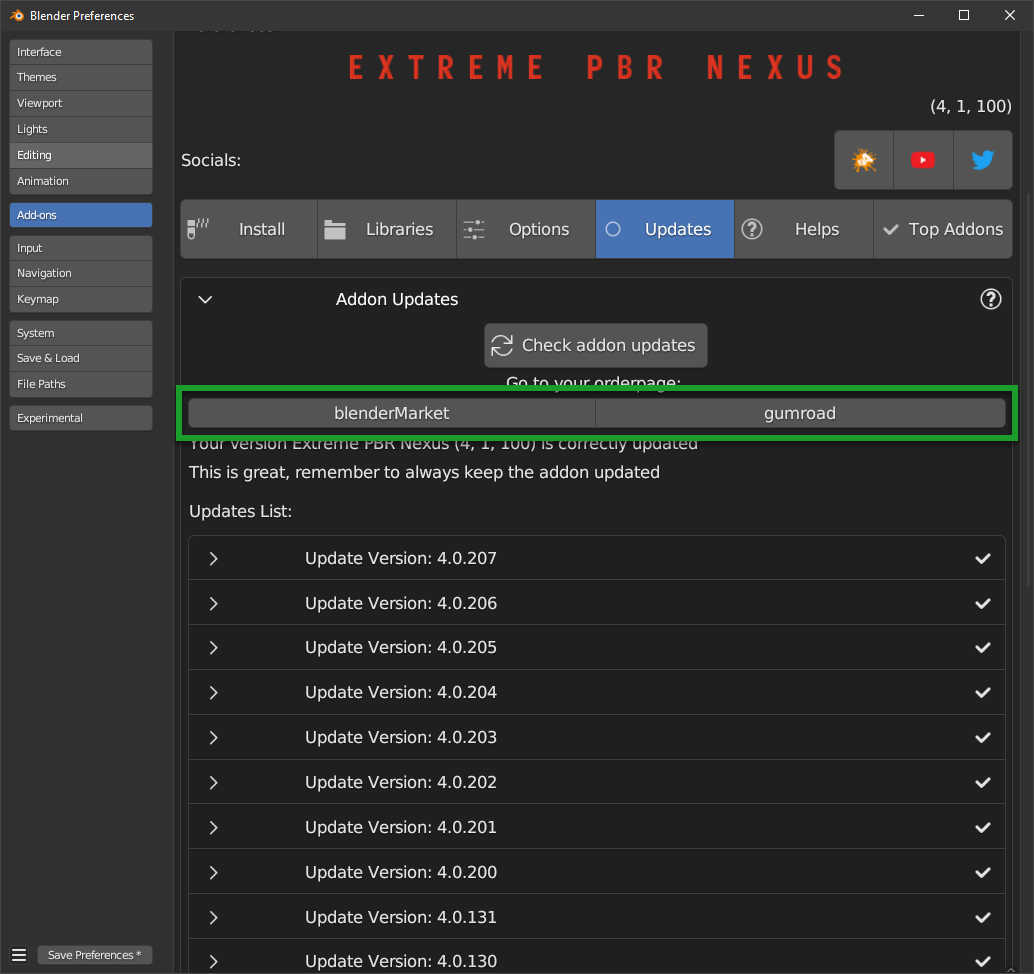 Blender Preferences
Interface
Themes
Viewport
Lights
Editing
Animation
Add-ons
Input
Navigation
Keymap
System
Save & Load
File Paths
Experimental
Save Preferences *
EXTREME PBR NEXUS
(4, 1, 100)
Socials:
Install
Libraries
Options
Updates
Helps
Top Addons
Addon Updates
Check addon updates
Go to your orderpage:
blenderMarket
gumroad
Your version Extreme PBR Nexus (4, 1, 100) is correctly updated
This is great, remember to always keep the addon updated
Updates List:
Update Version: 4.0.207
Update Version: 4.0.206
Update Version: 4.0.205
Update Version: 4.0.204
Update Version: 4.0.203
Update Version: 4.0.202
Update Version: 4.0.201
Update Version: 4.0.200
Update Version: 4.0.131
Update Version: 4.0.130